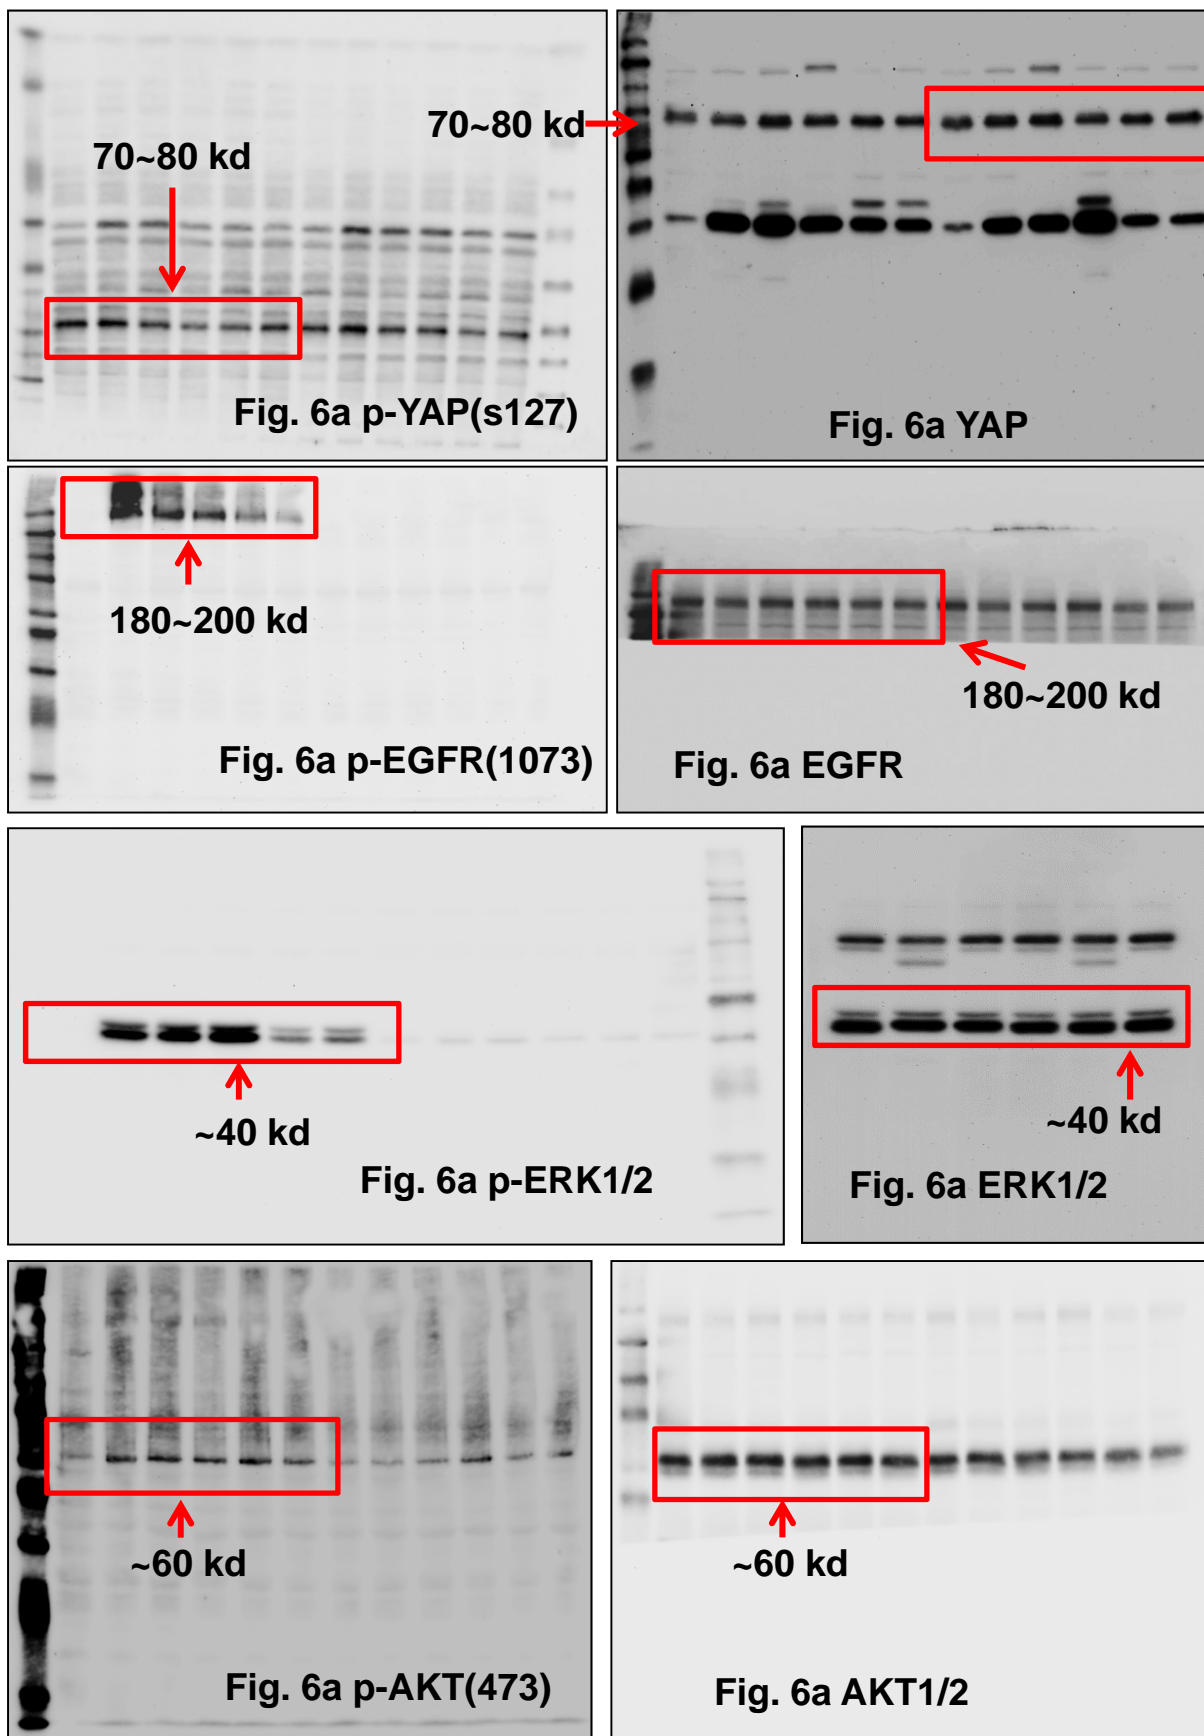 70~80 kd
Fig. 6a p-YAP(s127)
70~80 kd
Fig. 6a YAP
180~200 kd
Fig. 6a p-EGFR(1073)
180~200 kd
Fig. 6a EGFR
~40 kd
Fig. 6a p-ERK1/2
~40 kd
Fig. 6a ERK1/2
~60 kd
Fig. 6a p-AKT(473)
~60 kd
Fig. 6a AKT1/2